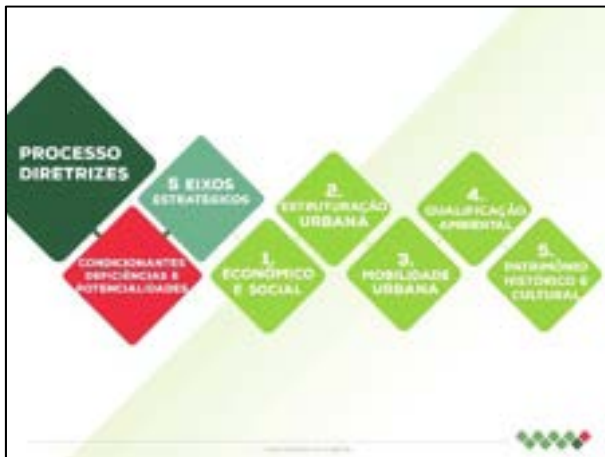 PROCESSO
DIRETRIZES
5 EIXOS
ESTRATÉGICOS
CONDICIONANTES
DEFICIÊNCIAS E
POTENCIALIDADES
1.
ECONÔMICO
E SOCIAL
2.
ESTRUTURAÇÃO
URBANA
3.
MOBILIDADE
URBANA
4.
QUALIFICAÇÃO
AMBIENTAL
5.
PATRIMÔNIO
HISTÓRICO E
CULTURAL